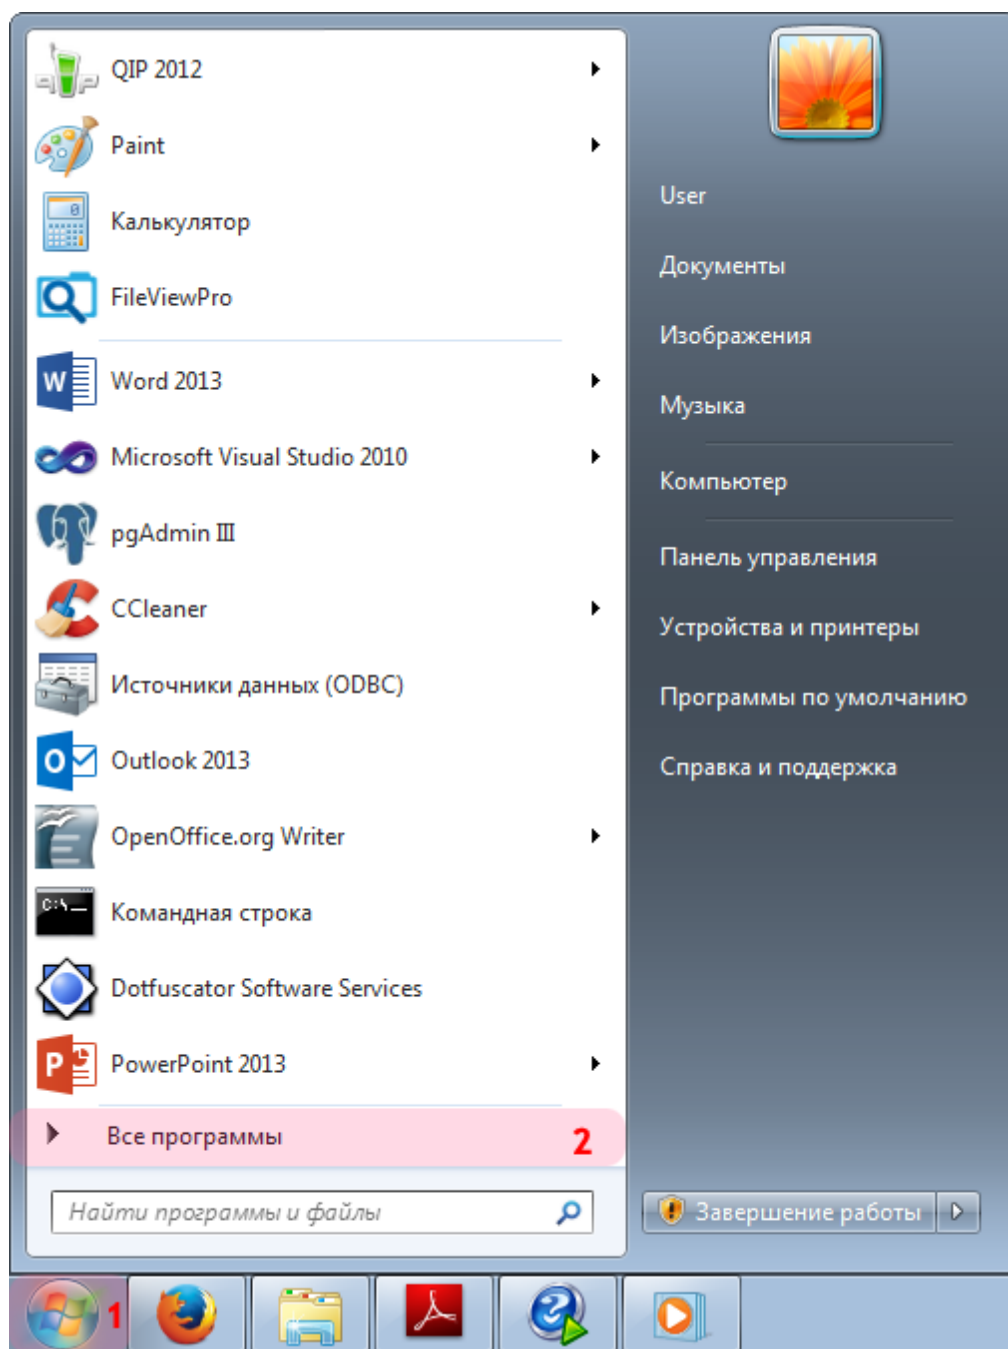 QIP 2012
Paint
Калькулятор
FileViewPro
Word 2013
Microsoft Visual Studio 2010
pgAdmin III
CCleaner
Источники данных (ODBC)
Outlook 2013
OpenOffice.org Writer
C:\_
Командная строка
Dotfuscator Software Services
PowerPoint 2013
Все программы 2
Найти программы и файлы
User
Документы
Изображения
Музыка
Компьютер
Панель управления
Устройства и принтеры
Программы по умолчанию
Справка и поддержка
Завершение работы
1